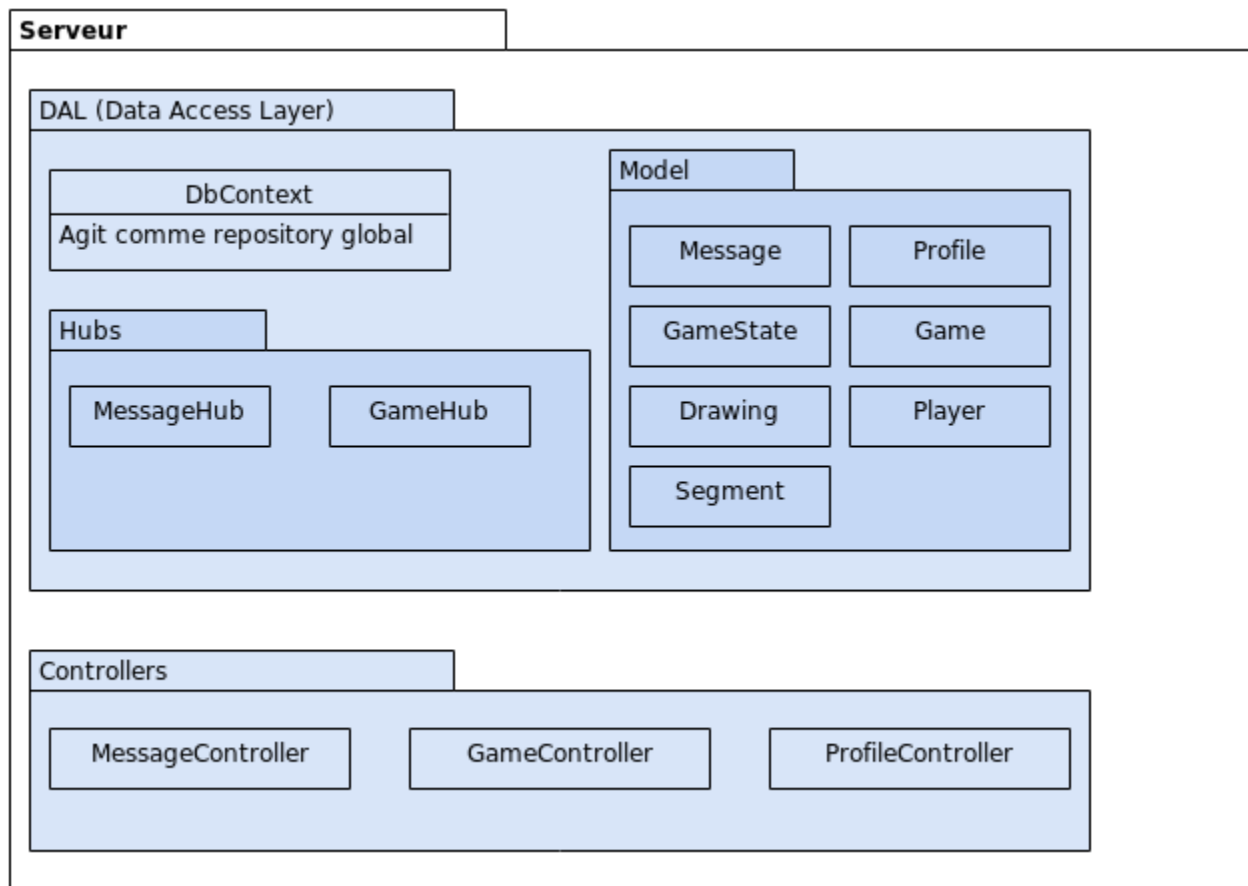 Serveur
DAL (Data Access Layer)
DbContext
Agit comme repository global
Hubs
MessageHub
GameHub
Model
Message
Profile
GameState
Game
Drawing
Player
Segment
Controllers
MessageController
GameController
ProfileController